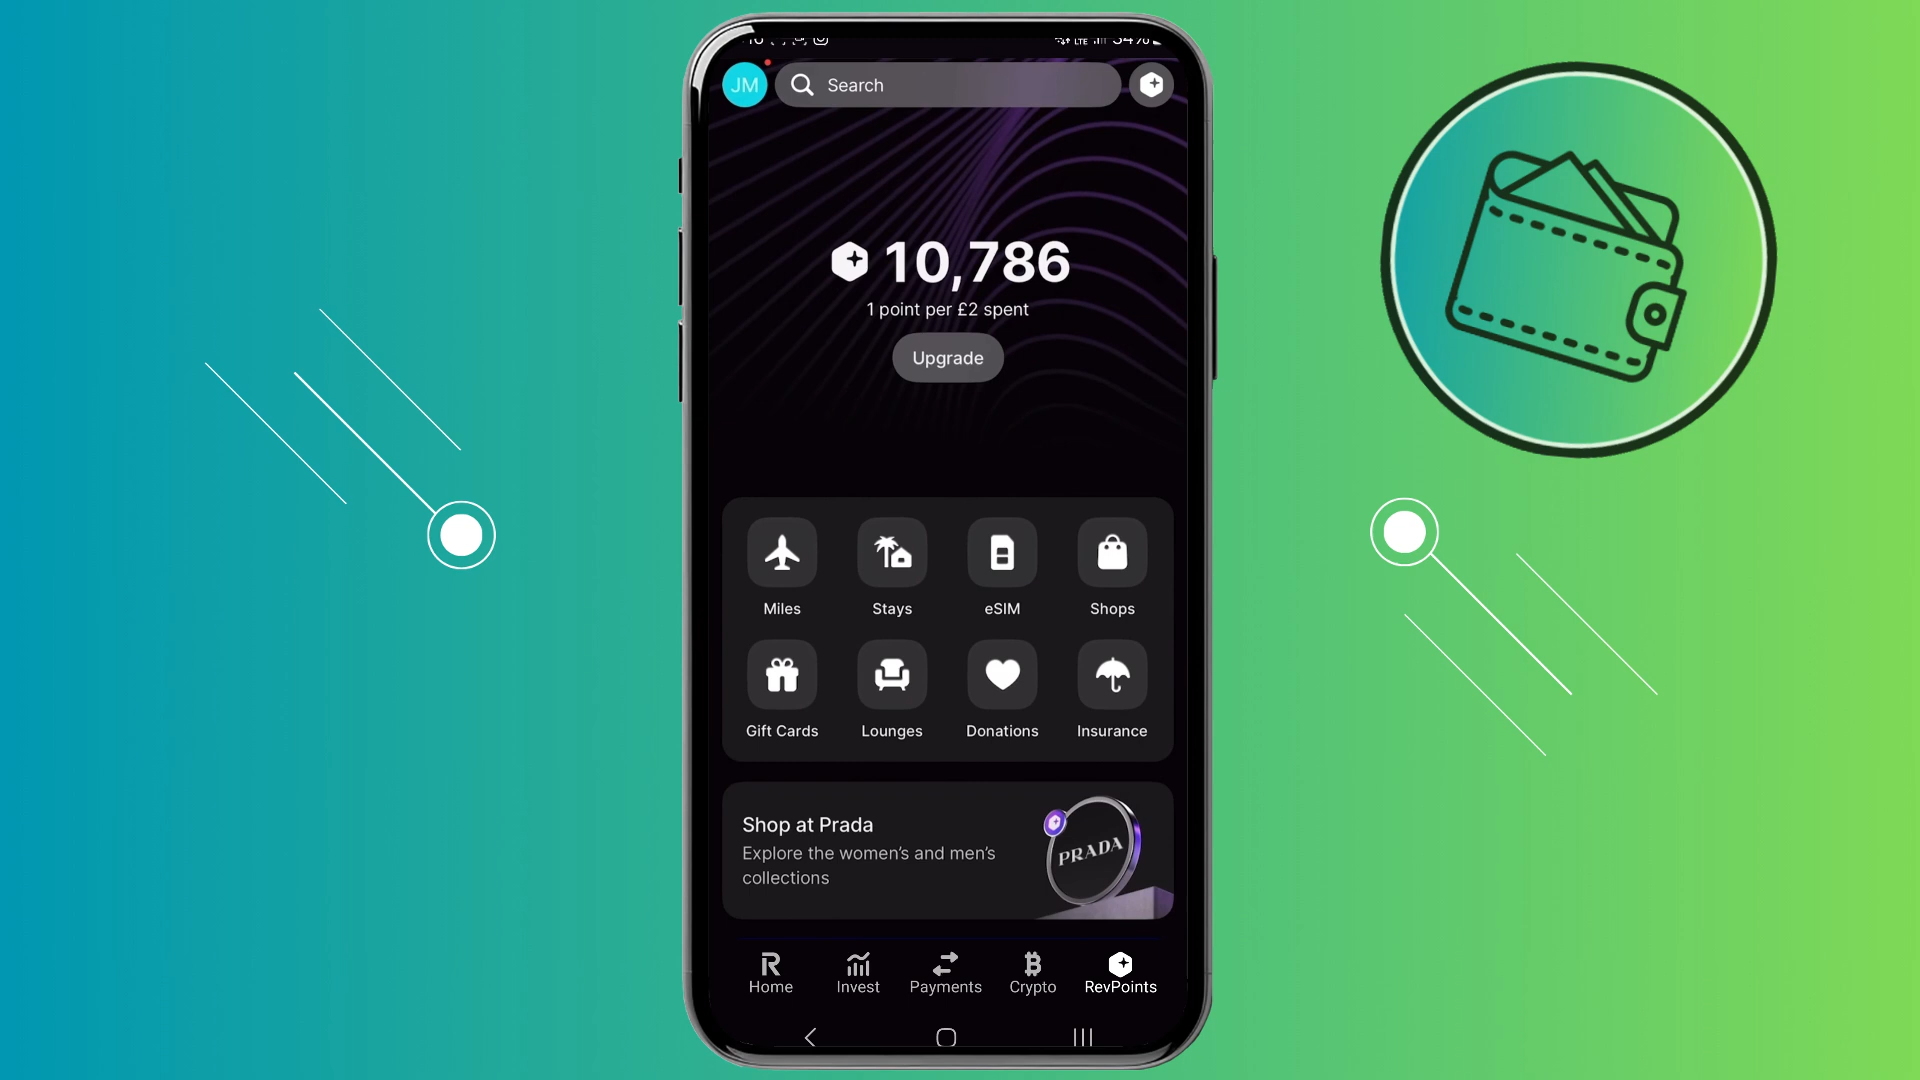 JM
Search
10,786
1 point per £2 spent
Upgrade
Miles
Stays
eSIM
Shops
Gift Cards
Lounges
Donations
Insurance
Shop at Prada
Explore the women's and men's
collections
PRADA
Home
Invest
Payments
Crypto
RevPoints